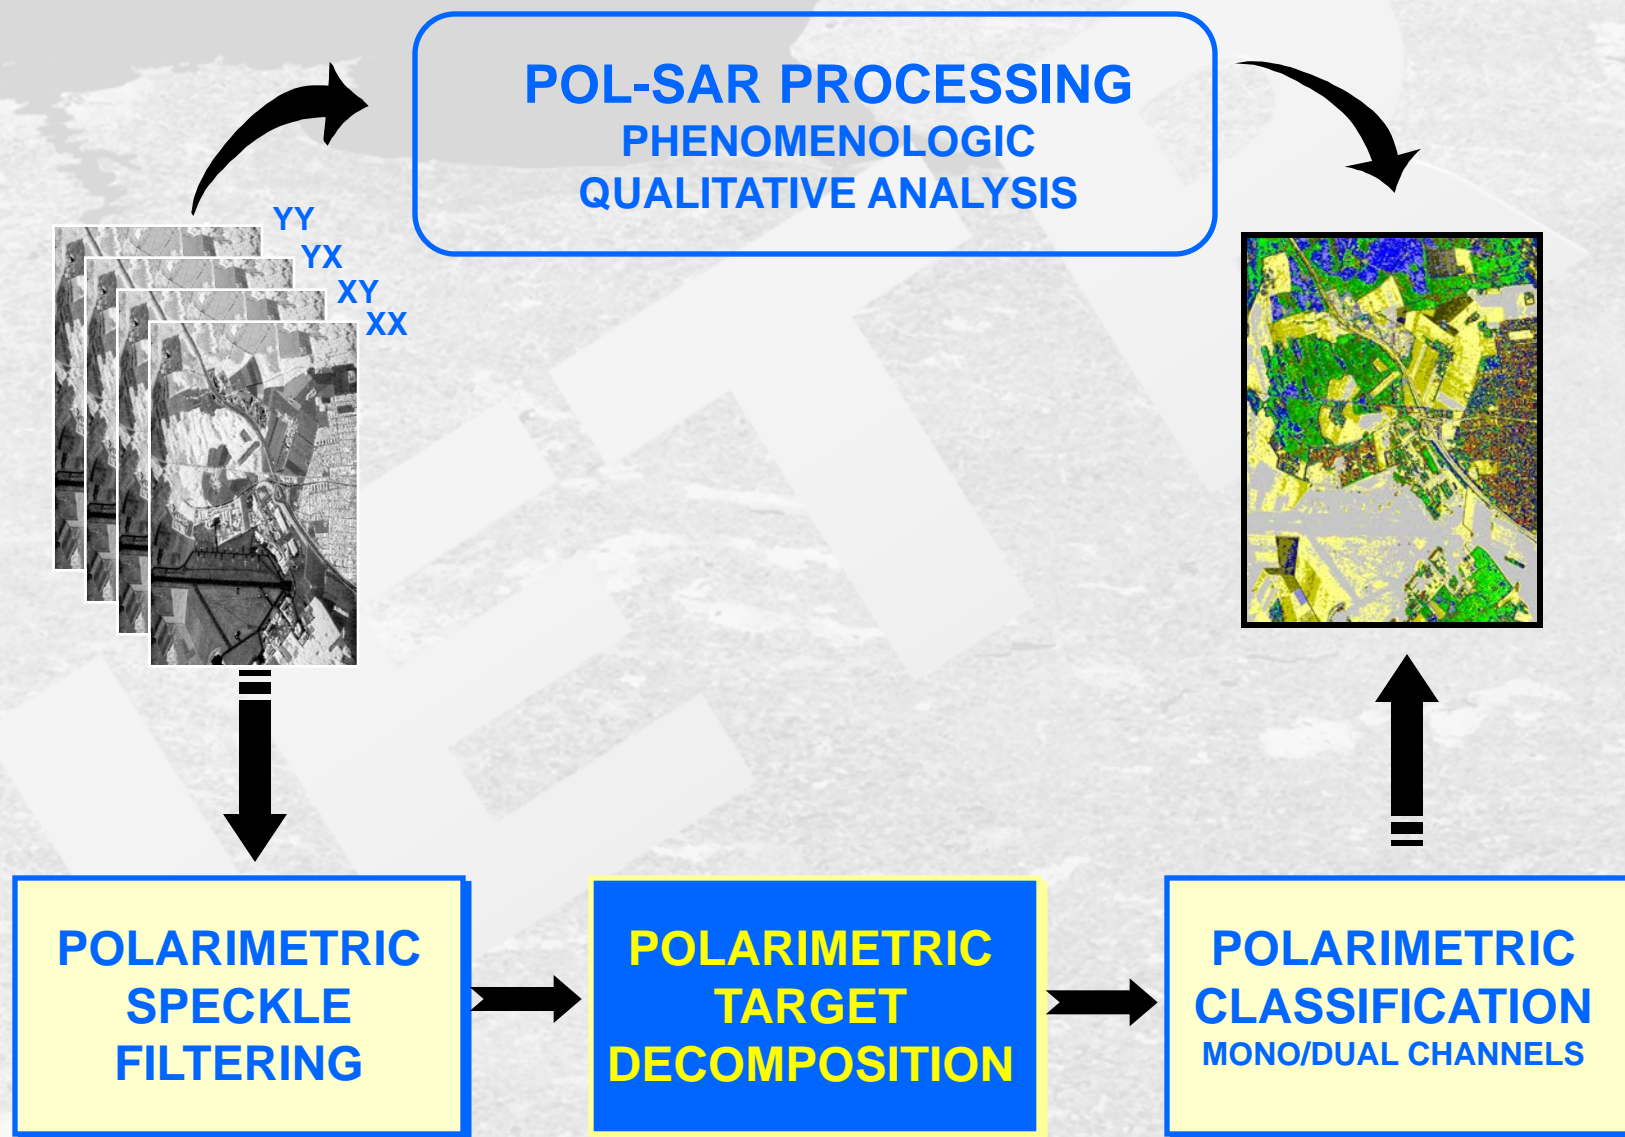 POL-SAR PROCESSING
PHENOMENOLOGIC
QUALITATIVE ANALYSIS
YY
YX
XY
XX
POLARIMETRIC
SPECKLE
FILTERING
POLARIMETRIC
TARGET
DECOMPOSITION
POLARIMETRIC
CLASSIFICATION
MONO/DUAL CHANNELS